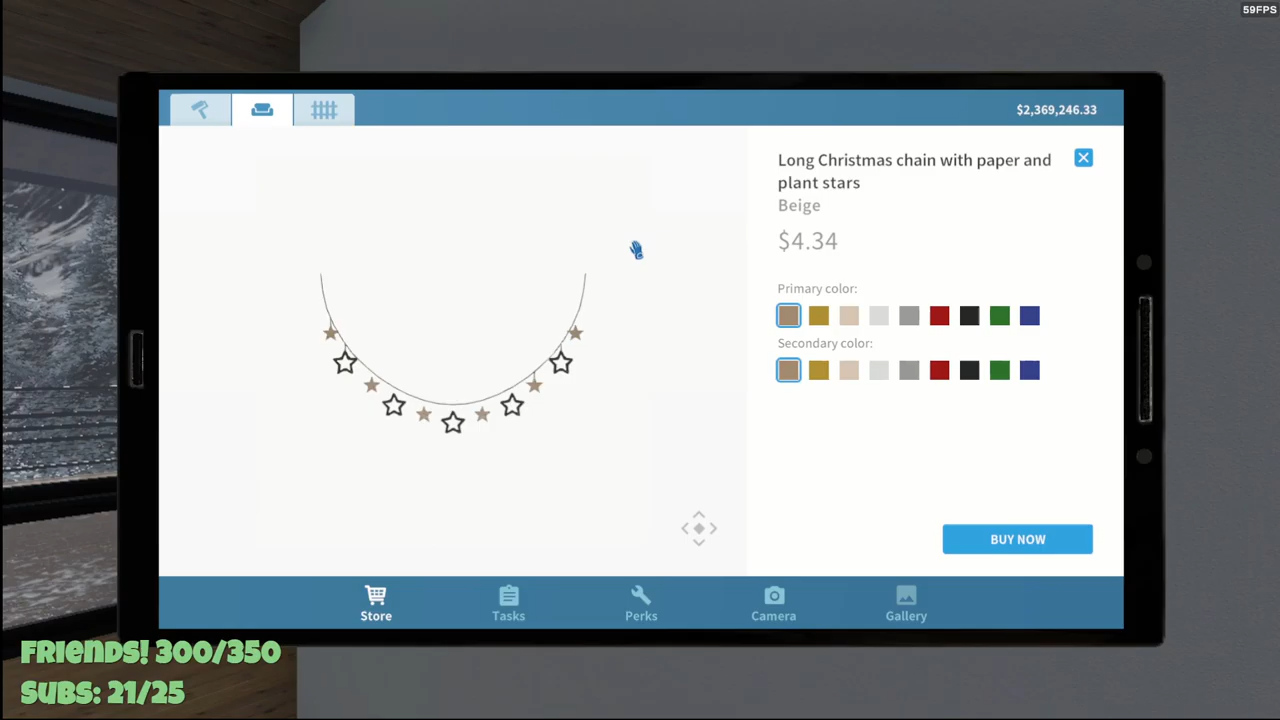 59FPS
$2,369,246.33
Long Christmas chain with paper and
plant stars
Beige
$4.34
Primary color:
Secondary color:
BUY NOW
Store
Tasks
Perks
Camera
Gallery
Friends! 300/350
Subs: 21/25